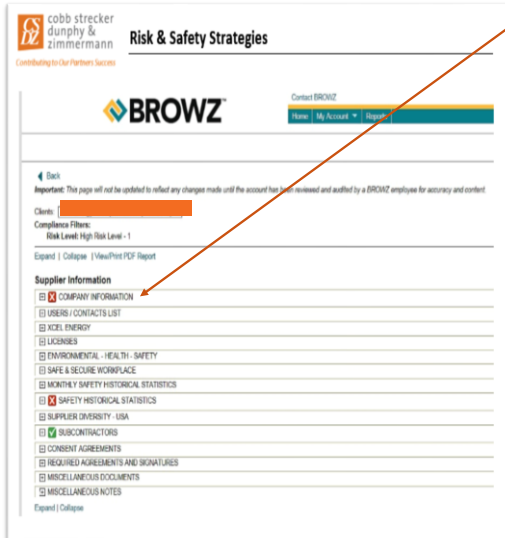 cobb strecker
dunphy &
zimmermann
Contributing to Our Partners Success
Risk & Safety Strategies
BROWZ
Contact BROWZ
Home My Account Reports
Back
Important: This page will not be updated to reflect any changes made until the account has been reviewed and audited by a BROWZ employee for accuracy and content.
Clients:
Compliance Filters:
Risk Level: High Risk Level - 1
Expand | Collapse | View/Print PDF Report
Supplier Information
COMPANY INFORMATION
USERS / CONTACTS LIST
XCEL ENERGY
LICENSES
ENVIRONMENTAL - HEALTH - SAFETY
SAFE & SECURE WORKPLACE
MONTHLY SAFETY HISTORICAL STATISTICS
SAFETY HISTORICAL STATISTICS
SUPPLIER DIVERSITY - USA
SUBCONTRACTORS
CONSENT AGREEMENTS
REQUIRED AGREEMENTS AND SIGNATURES
MISCELLANEOUS DOCUMENTS
MISCELLANEOUS NOTES
Expand | Collapse